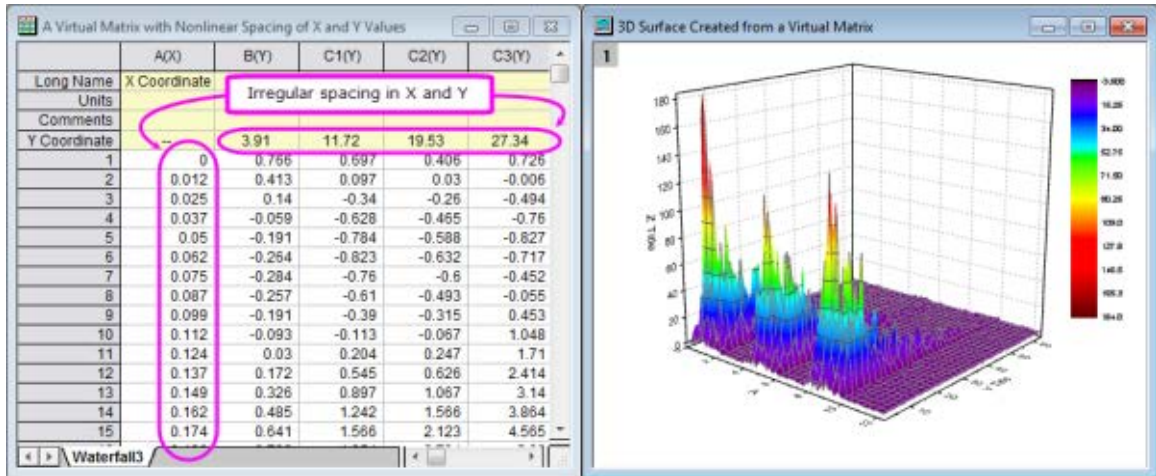 A Virtual Matrix with Nonlinear Spacing of X and Y Values
A(X) B(Y) C1(Y) C2(Y) C3(Y)
Long Name X Coordinate
Irregular spacing in X and Y
Units
Comments
Y Coordinate -- 3.91 11.72 19.53 27.34
1 0 0.766 0.697 0.406 0.726
2 0.012 0.413 0.097 0.03 -0.006
3 0.025 0.14 -0.34 -0.26 -0.494
4 0.037 -0.059 -0.628 -0.465 -0.76
5 0.05 -0.191 -0.784 -0.588 -0.827
6 0.062 -0.264 -0.823 -0.632 -0.717
7 0.075 -0.284 -0.76 -0.6 -0.452
8 0.087 -0.257 -0.61 -0.493 -0.055
9 0.099 -0.191 -0.39 -0.315 0.453
10 0.112 -0.093 -0.113 -0.067 1.048
11 0.124 0.03 0.204 0.247 1.71
12 0.137 0.172 0.545 0.626 2.414
13 0.149 0.326 0.897 1.067 3.14
14 0.162 0.485 1.242 1.566 3.864
15 0.174 0.641 1.566 2.123 4.565
Waterfall3
3D Surface Created from a Virtual Matrix
1
180
160
140
120
100
80
60
40
20
0
Z Title
A
16.25
34.00
71.50